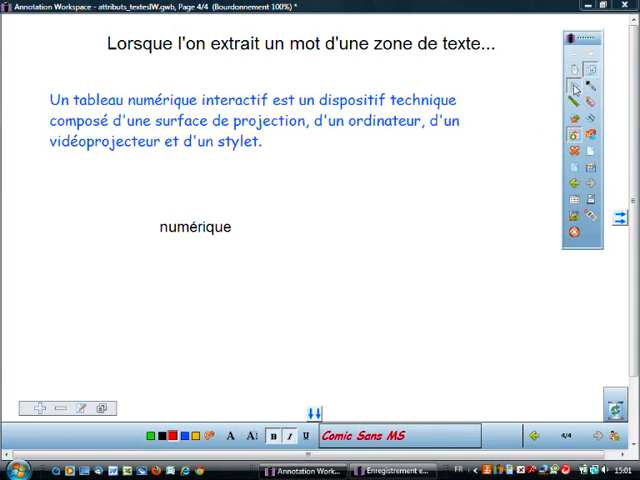 Annotation Workspace - attributs_textesIW.gwb, Page 4/4 (Bourdonnement 100%) *
Lorsque l'on extrait un mot d'une zone de texte...
Un tableau numérique interactif est un dispositif technique
composé d'une surface de projection, d'un ordinateur, d'un
vidéoprojecteur et d'un stylet.
numérique
A A B I U Comic Sans MS 4/4
Annotation Work... Enregistrement e... FR 15:01